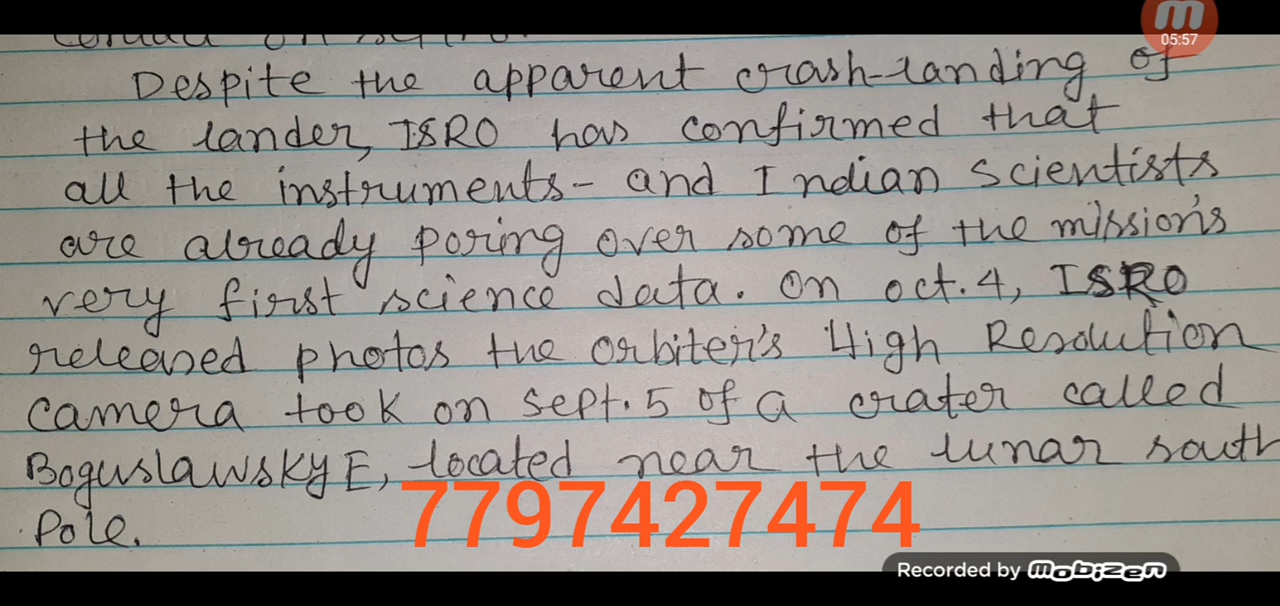 05:57
Despite the apparent crash-landing of
the lander, ISRO has confirmed that
all the instruments- and Indian scientists
are already poring over some of the mission's
very first science data. On oct.4, ISRO
released photos the orbiter's High Resolution
camera took on sept.5 of a crater called
Boguslawsky E, located near the lunar south
Pole.
7797427474
Recorded by mobizen